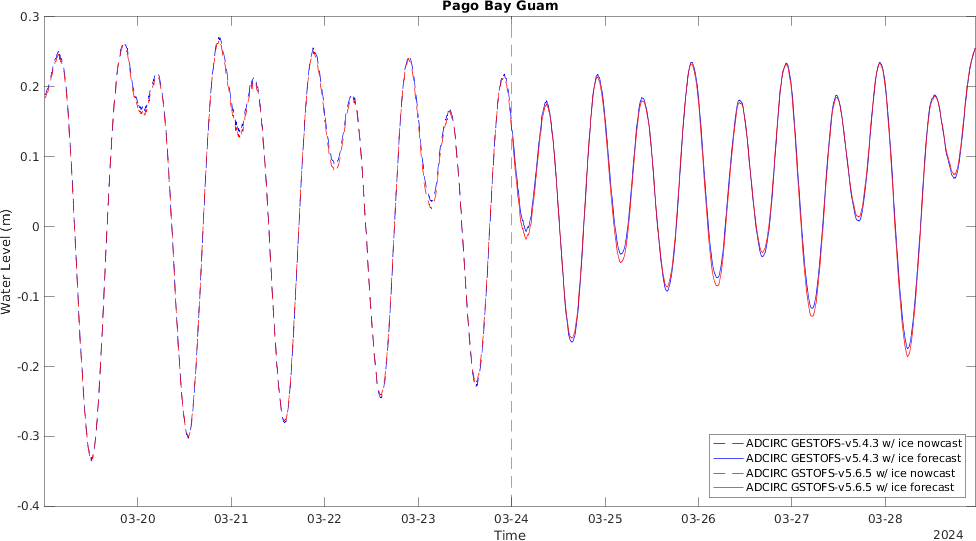 Pago Bay Guam
0.3
0.2
0.1
0
-0.1
-0.2
-0.3
-0.4
Water Level (m)
ADCIRC GESTOFS-v5.4.3 w/ ice nowcast
ADCIRC GESTOFS-v5.4.3 w/ ice forecast
ADCIRC GSTOFS-v5.6.5 w/ ice nowcast
ADCIRC GSTOFS-v5.6.5 w/ ice forecast
03-20 03-21 03-22 03-23 03-24 03-25 03-26 03-27 03-28
Time 2024